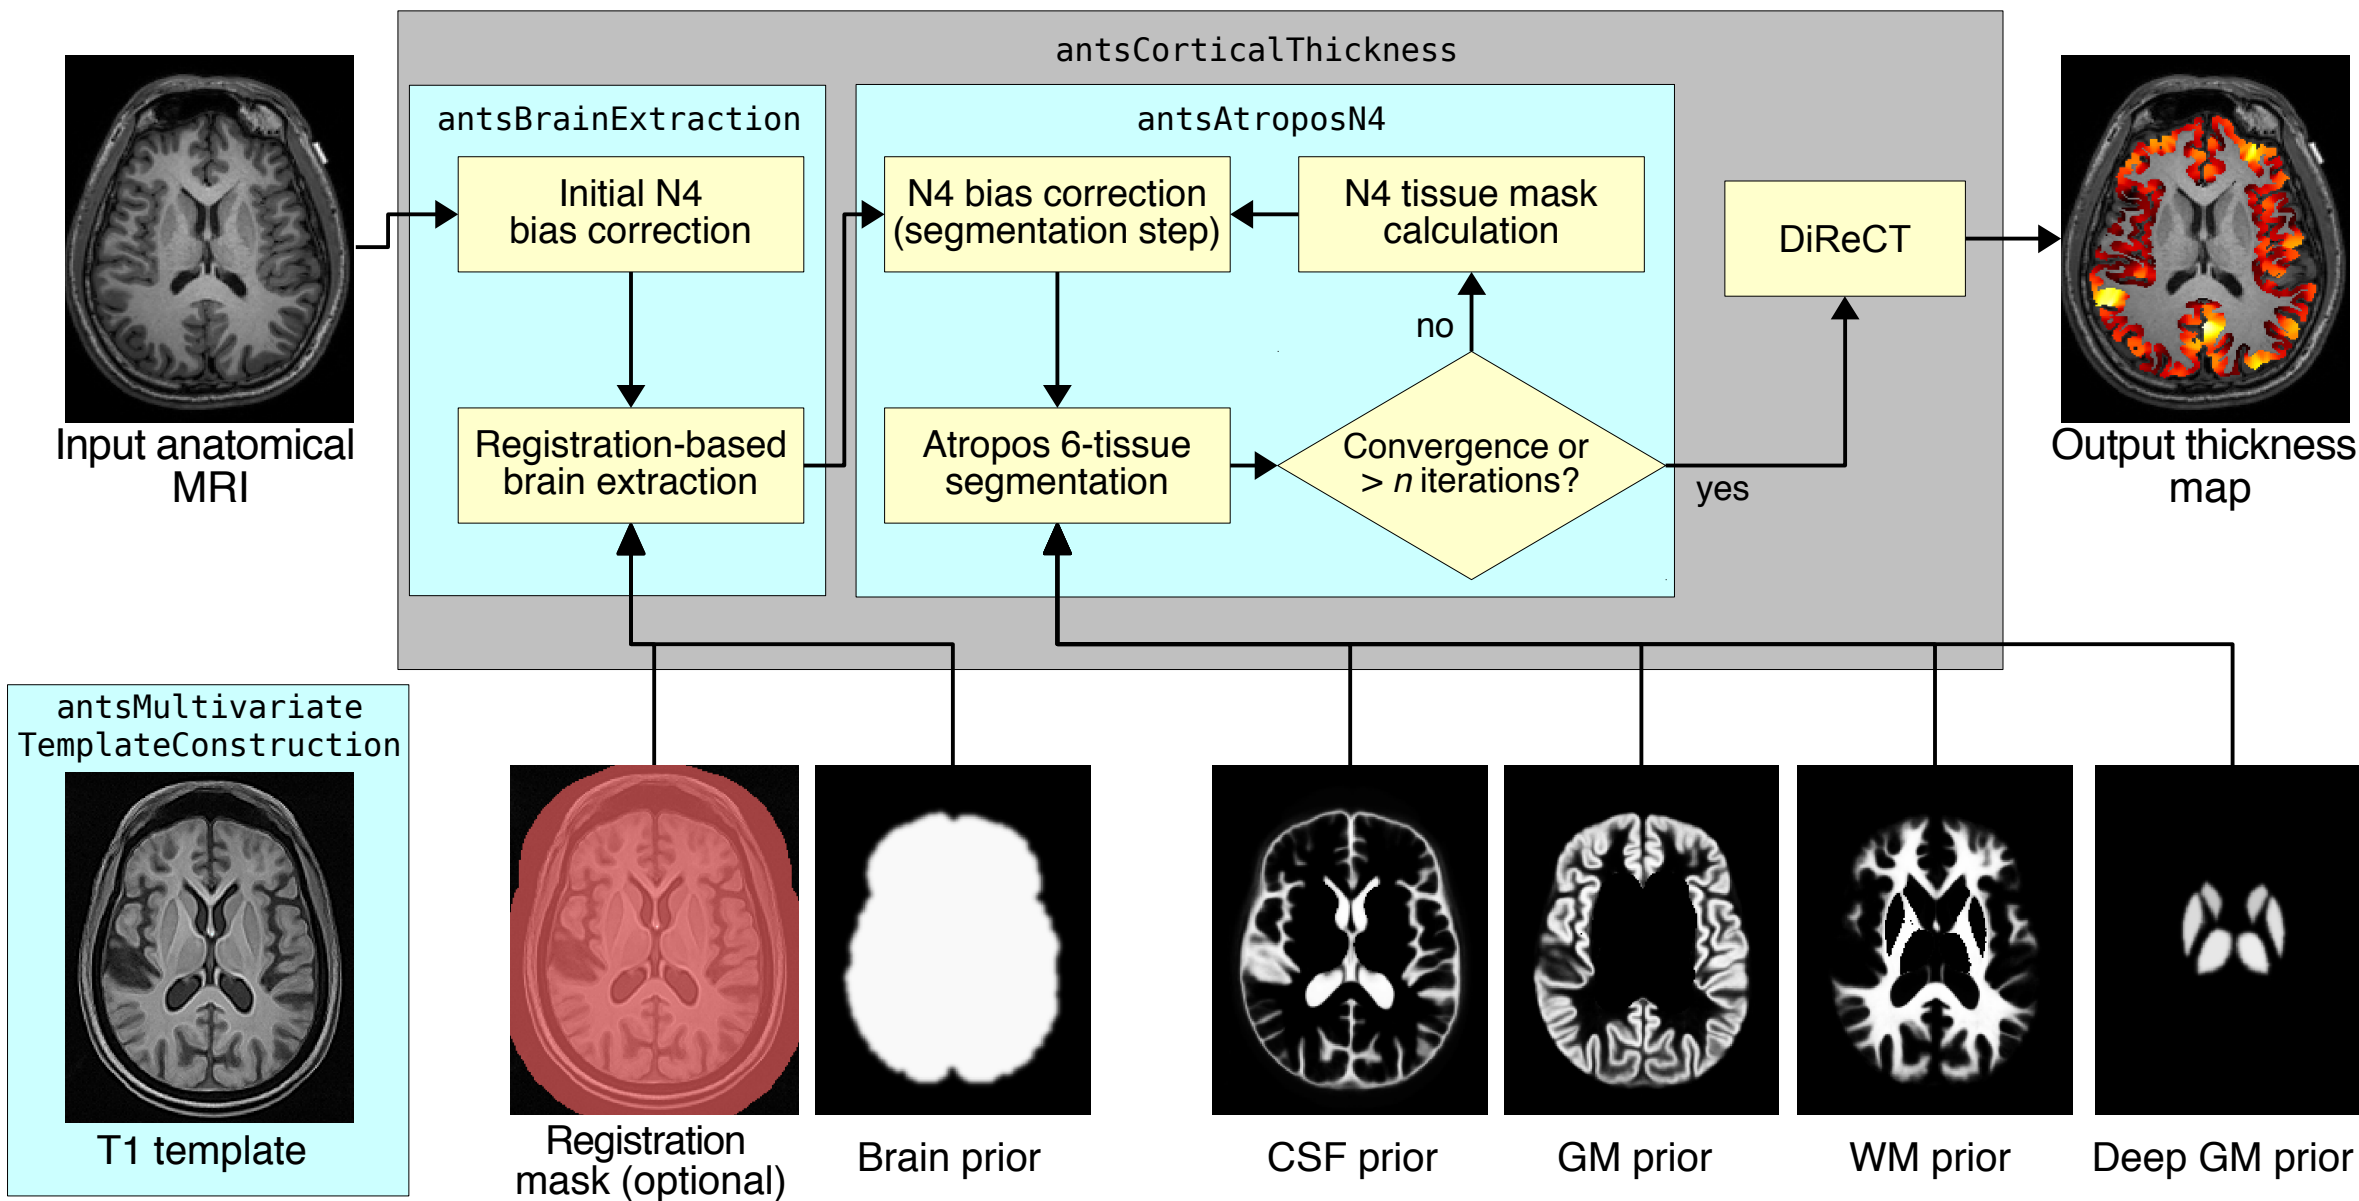 antsCorticalThickness
antsBrainExtraction
antsAtroposN4
Initial N4
bias correction
N4 bias correction
(segmentation step)
N4 tissue mask
calculation
DiReCT
no
Registration-based
brain extraction
Atropos 6-tissue
segmentation
Convergence or
> n iterations?
yes
Input anatomical
MRI
Output thickness
map
antsMultivariate
TemplateConstruction
T1 template
Registration
mask (optional)
Brain prior
CSF prior
GM prior
WM prior
Deep GM prior